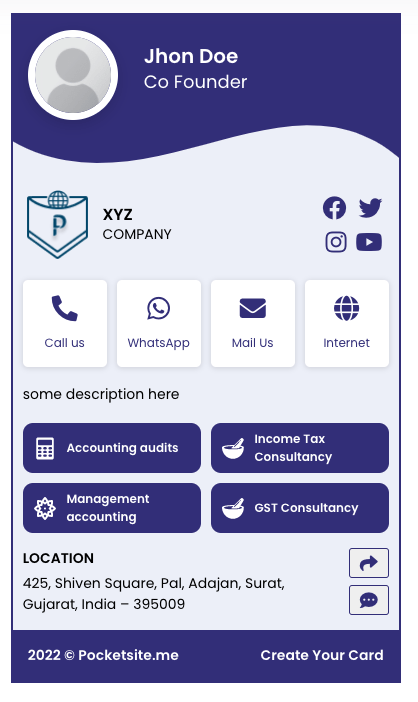 Jhon Doe
Co Founder
P
XYZ
COMPANY
Call us
WhatsApp
Mail Us
Internet
some description here
Accounting audits
Income Tax
Consultancy
Management
accounting
GST Consultancy
LOCATION
425, Shiven Square, Pal, Adajan, Surat,
Gujarat, India – 395009
2022 © Pocketsite.me
Create Your Card